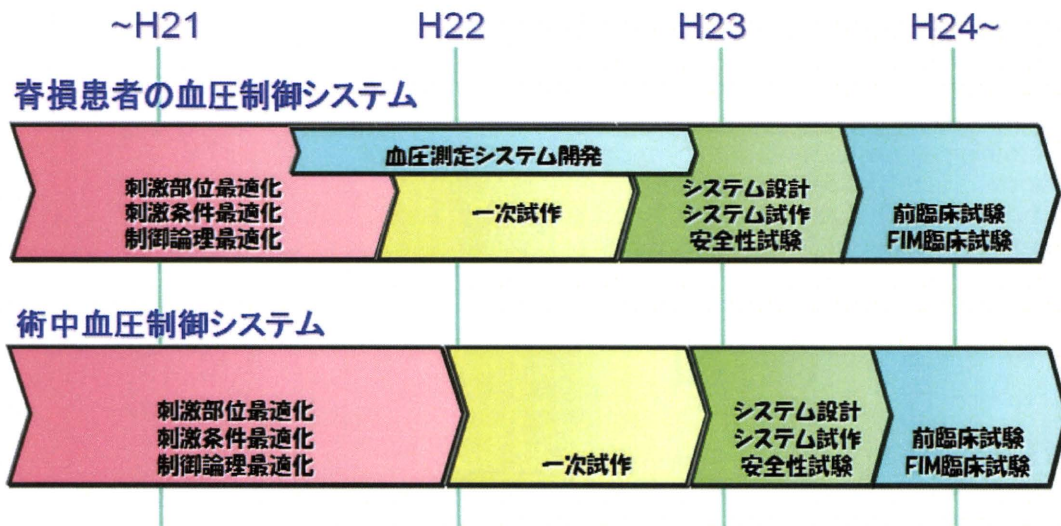 ~H21 H22 H23 H24~
脊損患者の血圧制御システム
血圧測定システム開発
刺激部位最適化
刺激条件最適化
制御論理最適化
一次試作
システム設計
システム試作
安全性試験
前臨床試験
FIM臨床試験
術中血圧制御システム
刺激部位最適化
刺激条件最適化
制御論理最適化
一次試作
システム設計
システム試作
安全性試験
前臨床試験
FIM臨床試験